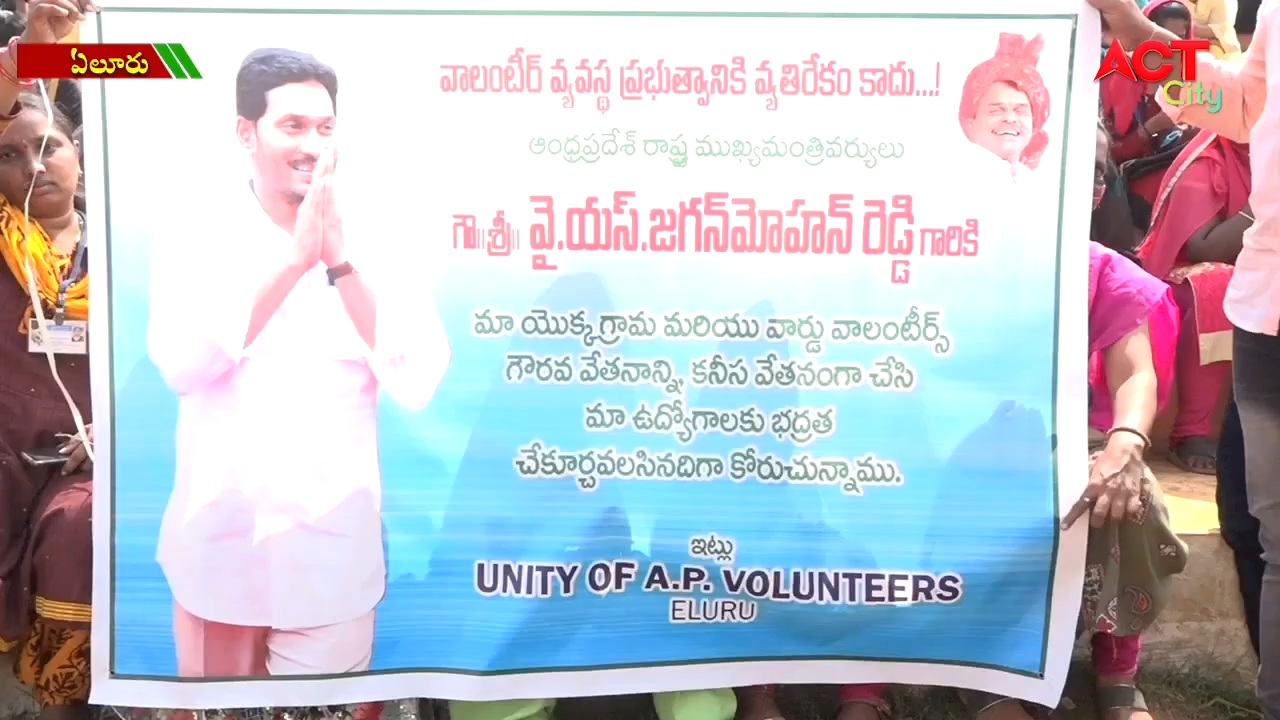 ఏలూరు
ACT
City
వాలంటీర్ వ్యవస్థ ప్రభుత్వానికి వ్యతిరేకం కాదు...!
ఆంధ్రప్రదేశ్ రాష్ట్ర ముఖ్యమంత్రివర్యులు
గౌ॥శ్రీ॥ వై.యస్.జగన్‌మోహన్ రెడ్డి గారికి
మా యొక్క గ్రామ మరియు వార్డు వాలంటీర్స్
గౌరవ వేతనాన్ని, కనీస వేతనంగా చేసి
మా ఉద్యోగాలకు భద్రత
చేకూర్చవలసినదిగా కోరుచున్నాము.
ఇట్లు
UNITY OF A.P. VOLUNTEERS
ELURU